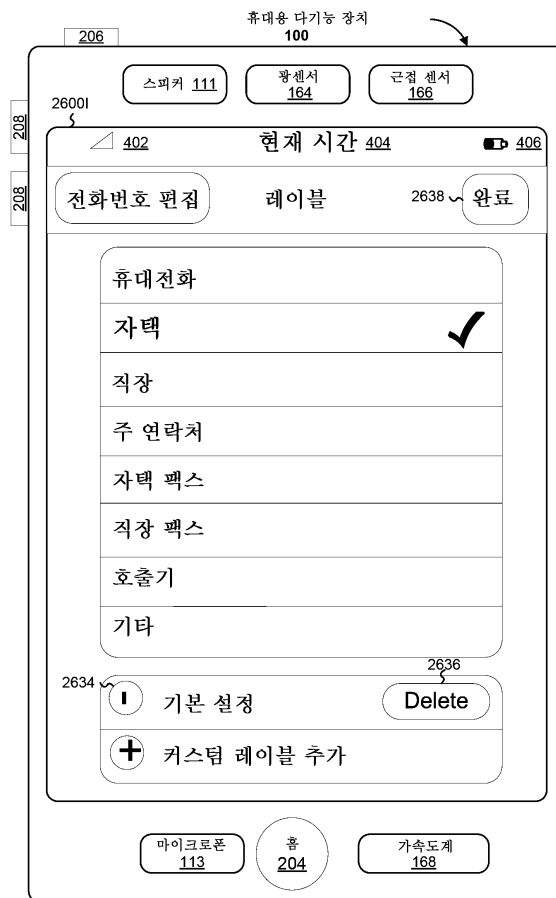 휴대용 다기능 장치
100
206
스피커 111
광센서
164
근접 센서
166
2600I
208
208
402
현재 시간 404
406
전화번호 편집
레이블
2638
완료
휴대전화
자택
직장
주 연락처
자택 팩스
직장 팩스
호출기
기타
2634
기본 설정
2636
Delete
커스텀 레이블 추가
마이크로폰
113
홈
204
가속도계
168